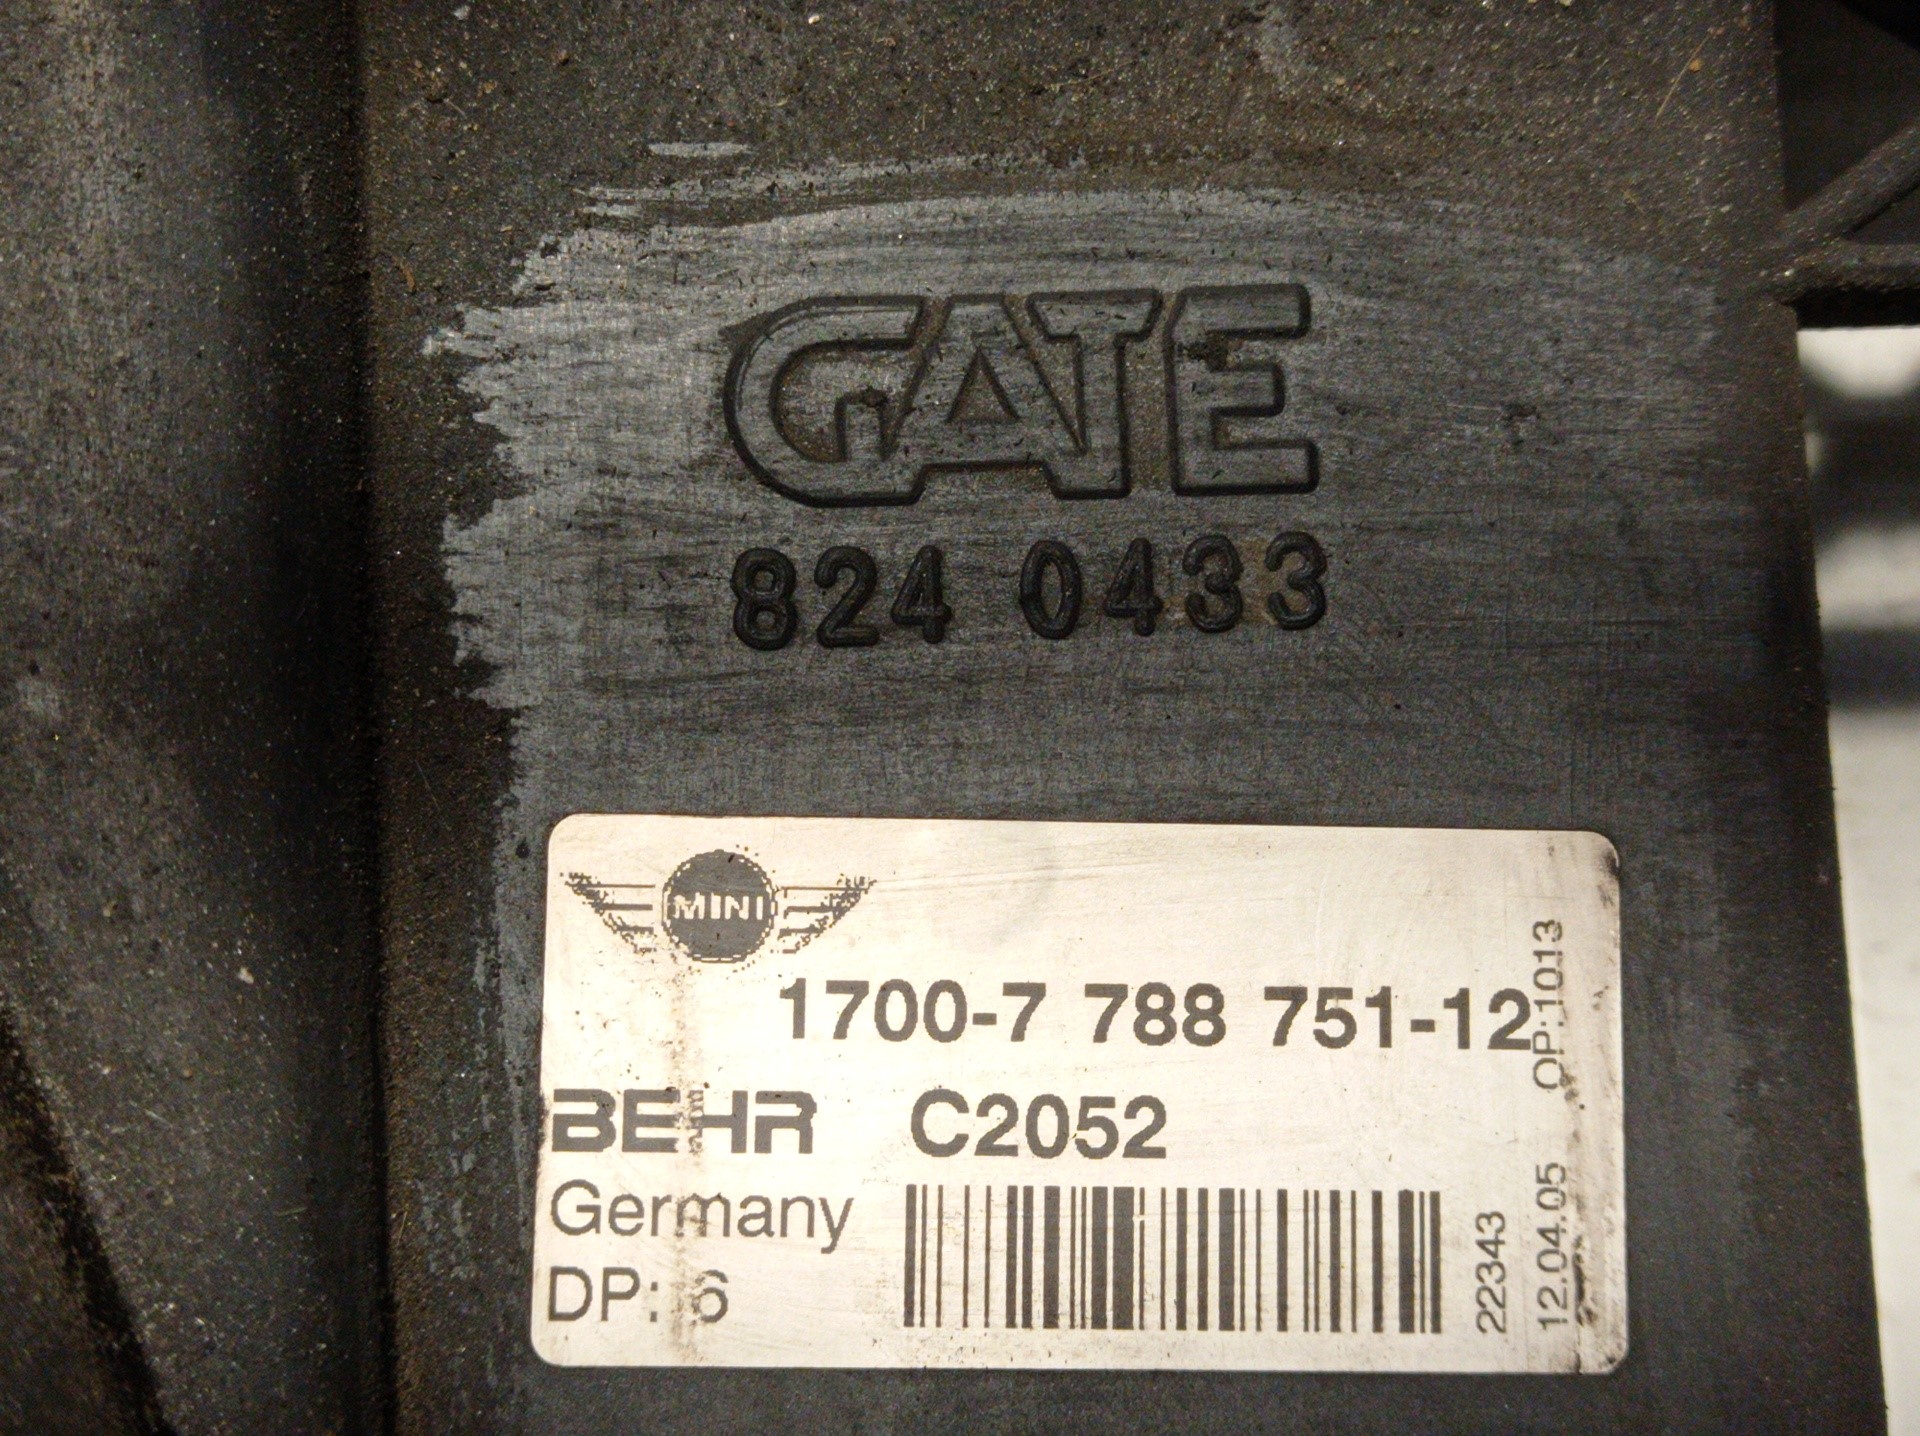 GATE
824 0433
MINI
1700-7 788 751-12
BEHR C2052
Germany
DP: 6
22343
12.04.05 OP:1013